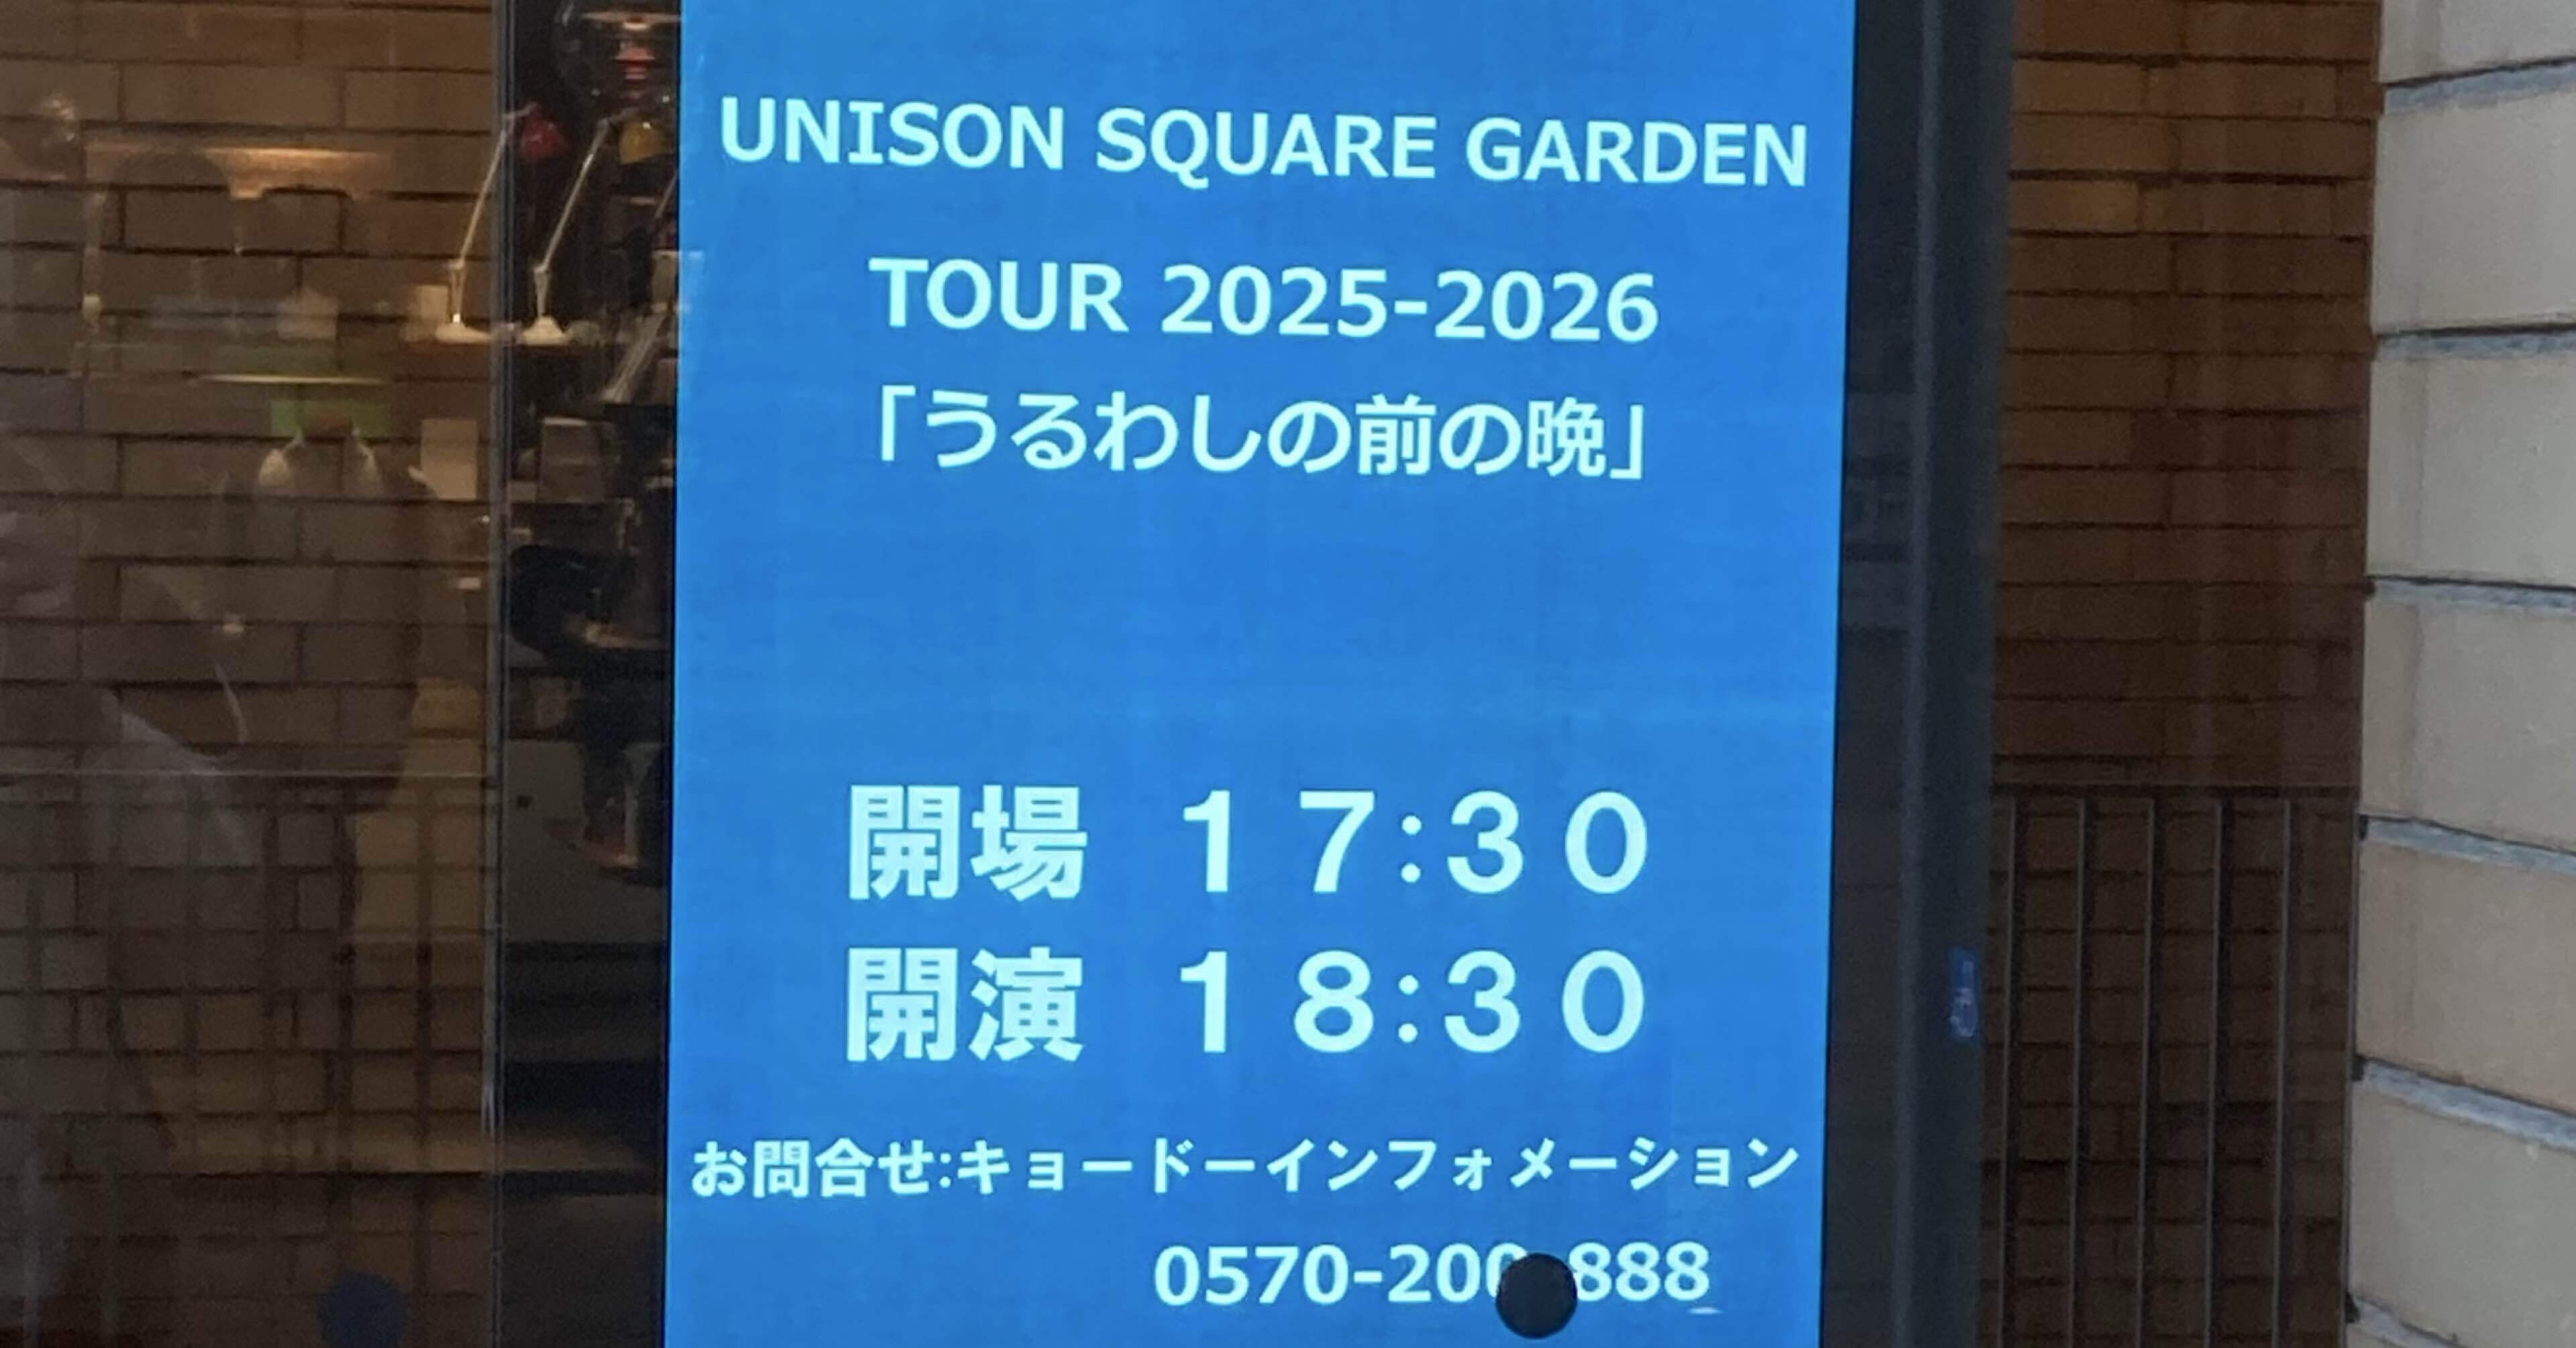 UNISON SQUARE GARDEN
TOUR 2025-2026
「うるわしの前の晩」
開場 17:30
開演 18:30
お問合せ:キョードーインフォメーション
0570-200-888